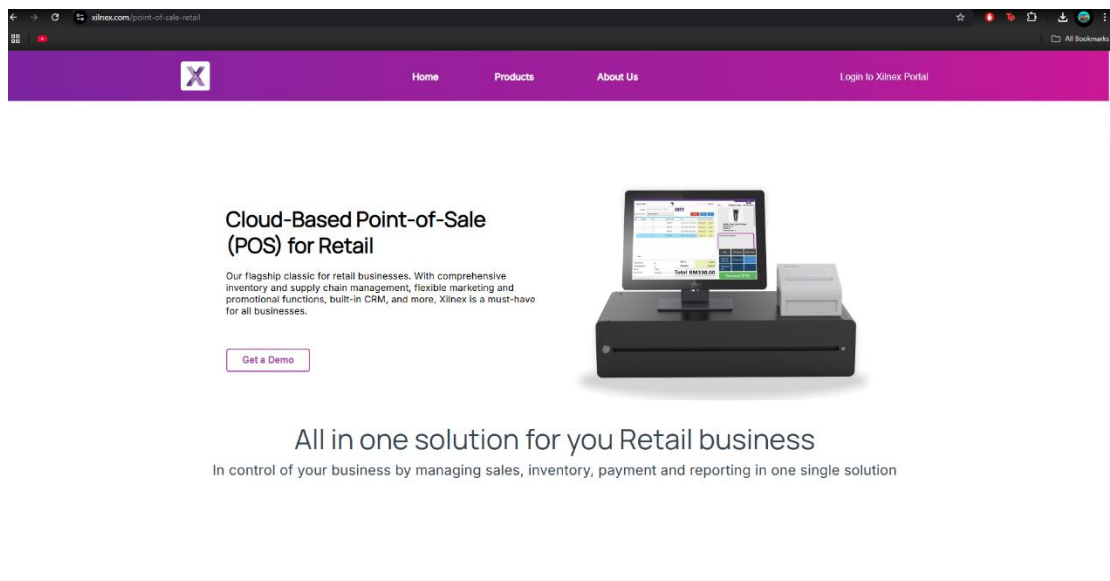 xilnex.com/point-of-sale-retail
All Bookmarks
X
Home Products About Us Login to Xilnex Portal
Cloud-Based Point-of-Sale
(POS) for Retail
Our flagship classic for retail businesses. With comprehensive
inventory and supply chain management, flexible marketing and
promotional functions, built-in CRM, and more, Xilnex is a must-have
for all businesses.
Get a Demo
Total RM330.00
All in one solution for you Retail business
In control of your business by managing sales, inventory, payment and reporting in one single solution